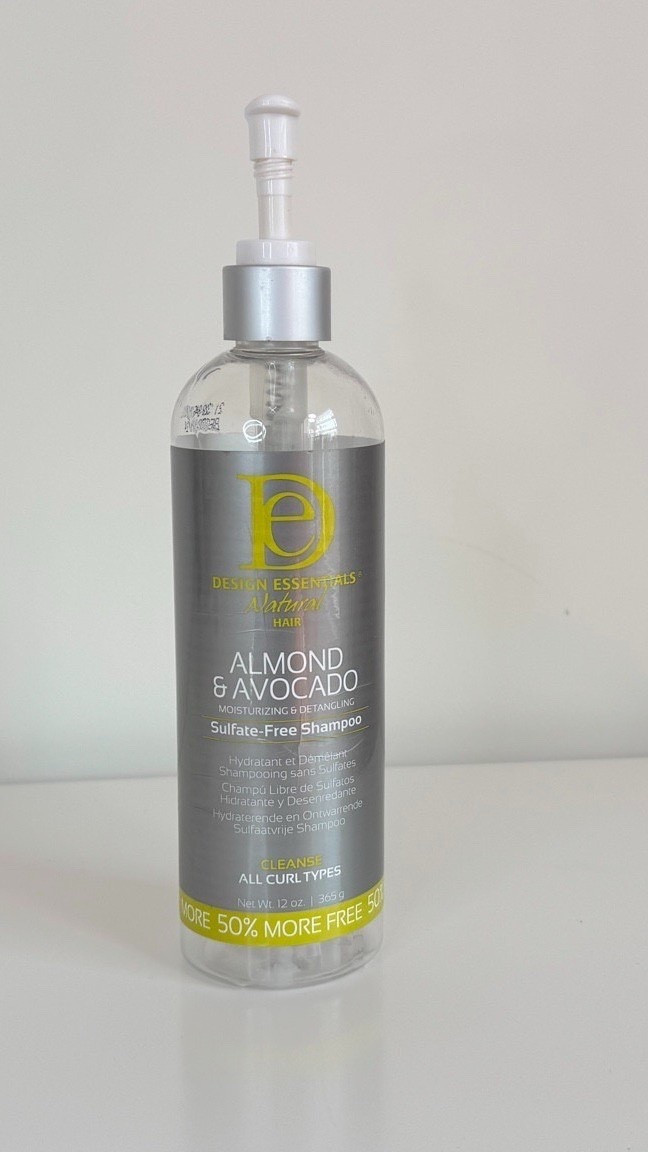 De
DESIGN ESSENTIALS®
Natural
HAIR
ALMOND
& AVOCADO
MOISTURIZING & DETANGLING
Sulfate-Free Shampoo
Hydratant et Démêlant
Shampooing sans Sulfates
Champú Libre de Sulfatos
Hidratante y Desenredante
Hydraterende en Ontwarrende
Sulfaatvrije Shampoo
CLEANSE
ALL CURL TYPES
Net Wt. 12 oz. | 365 g
MORE 50% MORE FREE 50%